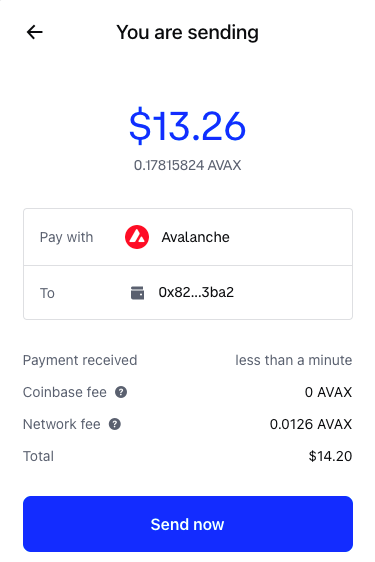 You are sending
$13.26
0.17815824 AVAX
Pay with Avalanche
To 0x82...3ba2
Payment received less than a minute
Coinbase fee ? 0 AVAX
Network fee ? 0.0126 AVAX
Total $14.20
Send now